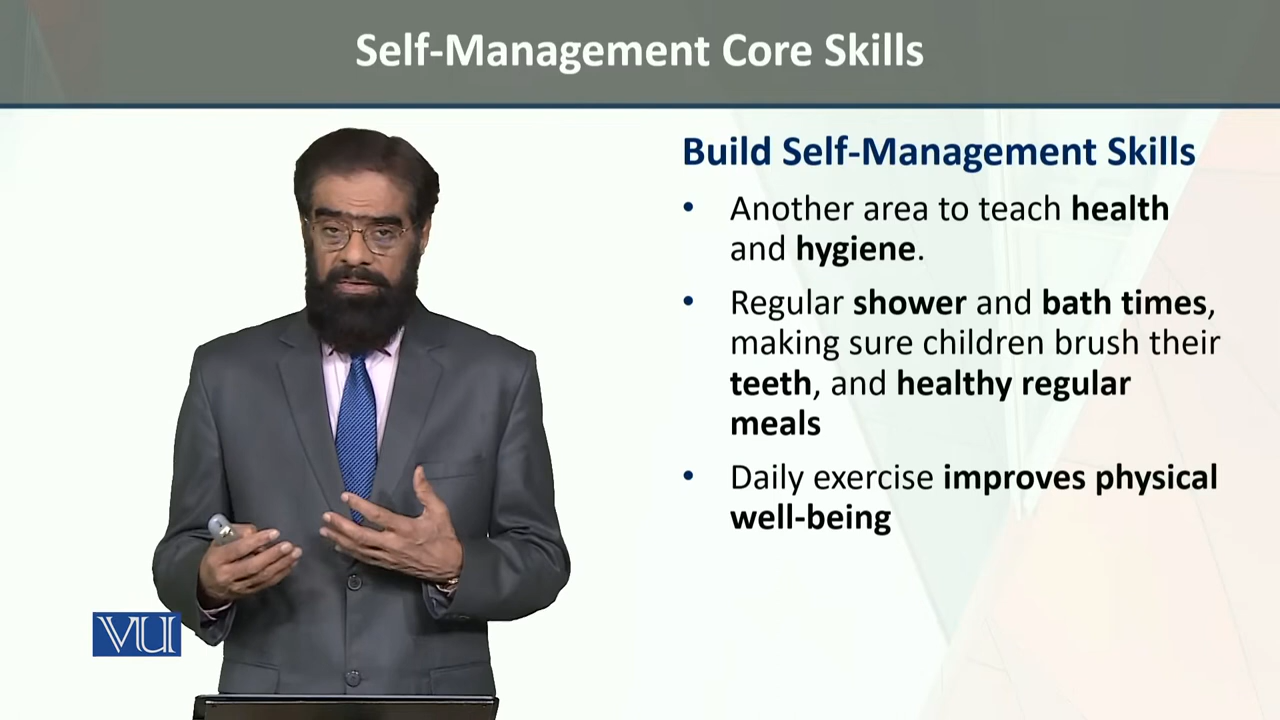 Self-Management Core Skills
Build Self-Management Skills
• Another area to teach health
and hygiene.
• Regular shower and bath times,
making sure children brush their
teeth, and healthy regular
meals
• Daily exercise improves physical
well-being
VU